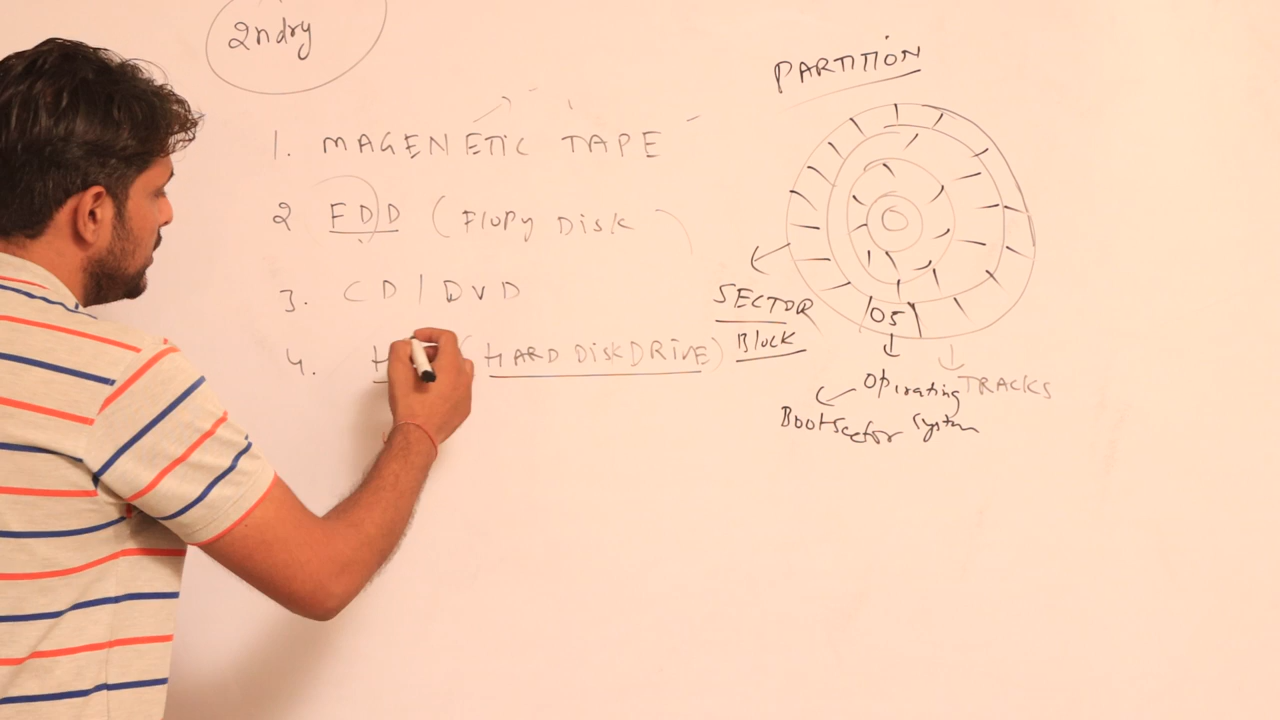 2ndry
1. MAGENETIC TAPE
2 FDD (FlOPy DISK
3. CD/DVD
4. H (HARD DISK DRIVE)
PARTITION
SECTOR
Block
OS
Opirating
System
BootSector
TRACKS